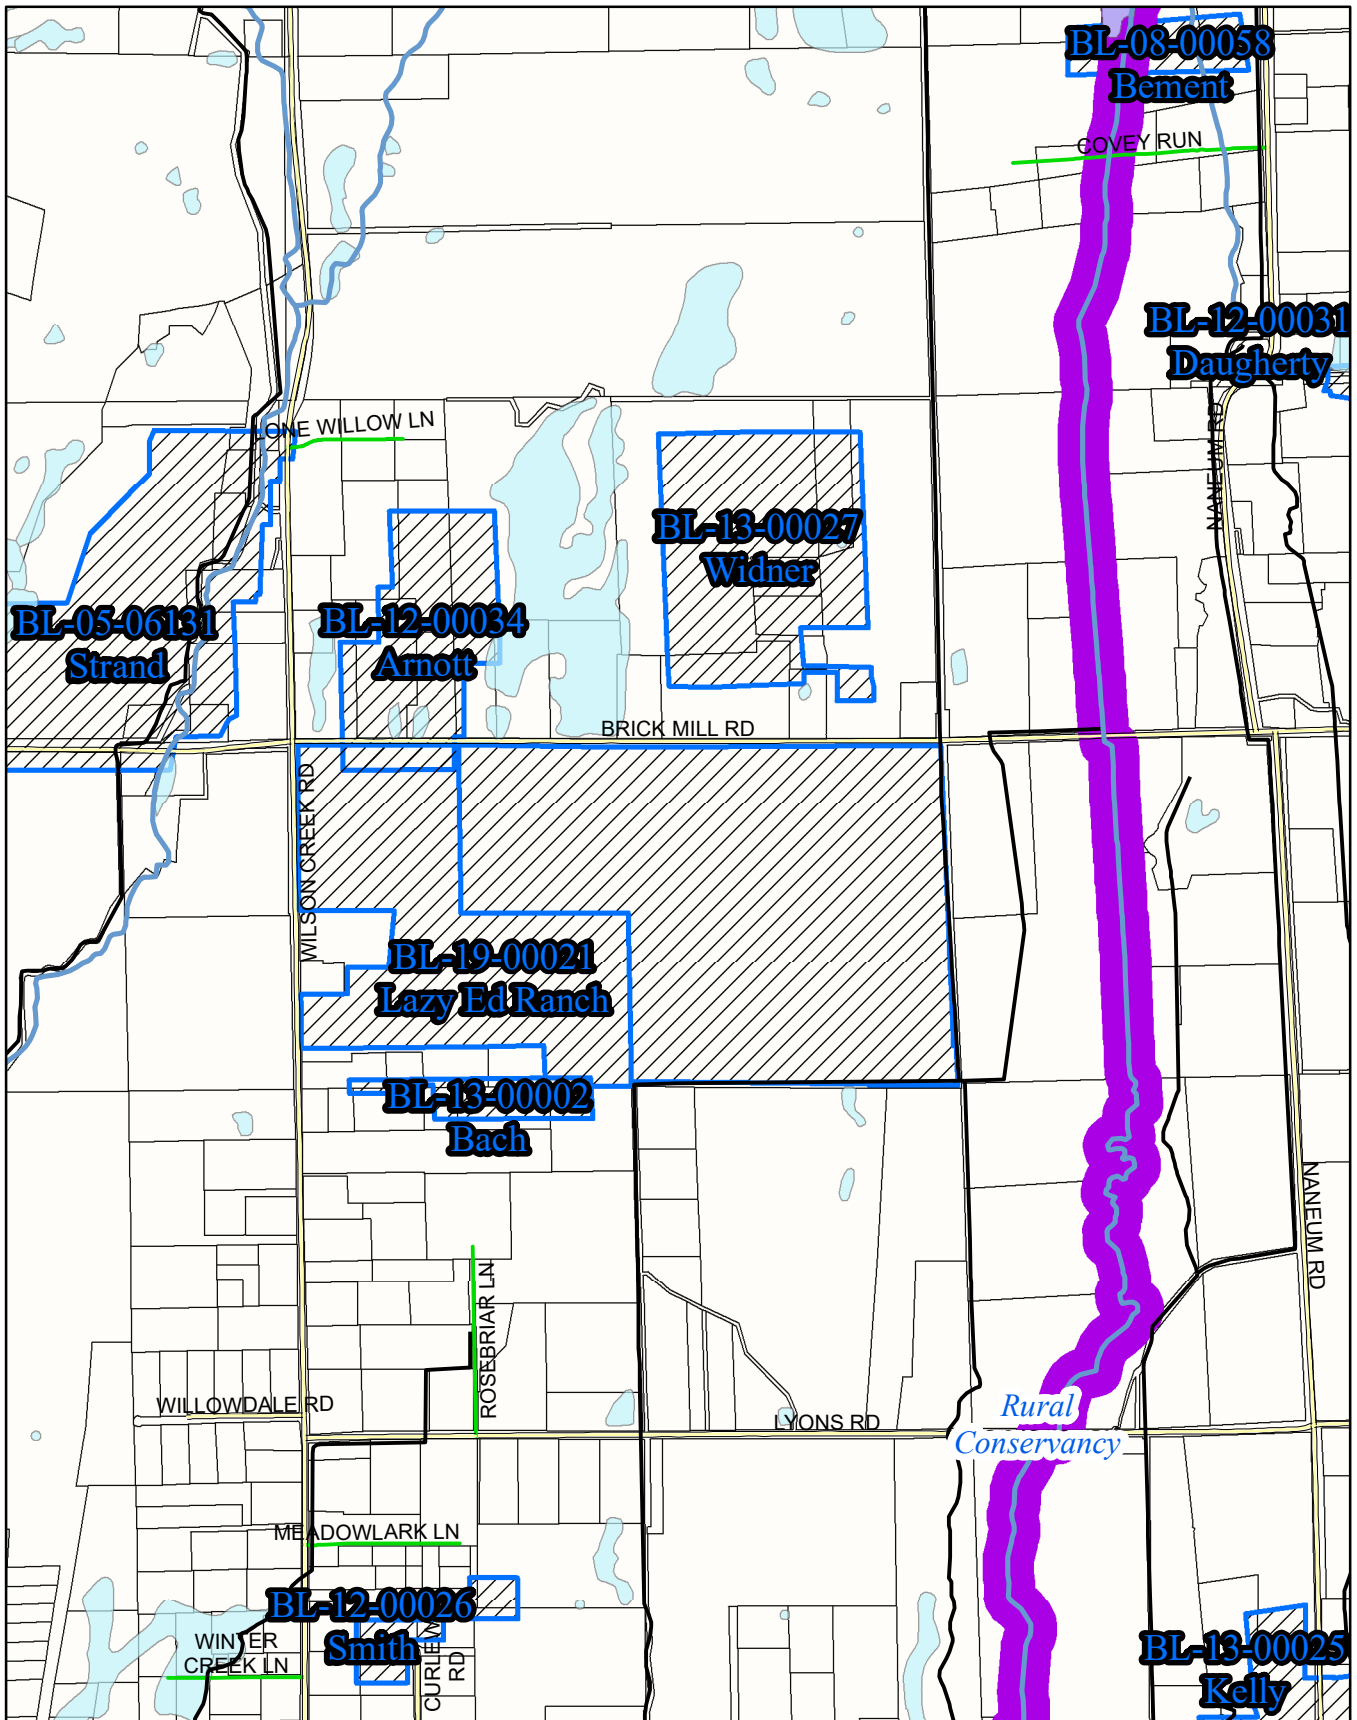 BL-08-00058
Bement
COVEY RUN
BL-12-00031
Daugherty
NANEUM RD
LONE WILLOW LN
BL-13-00027
Widner
BL-05-06131
Strand
BL-12-00034
Arnott
BRICK MILL RD
WILSON CREEK RD
BL-19-00021
Lazy Ed Ranch
BL-13-00002
Bach
NANEUM RD
ROSEBRIAR LN
WILLOWDALE RD
LYONS RD
Rural
Conservancy
MEADOWLARK LN
BL-12-00026
Smith
WINTER
CREEK LN
CURLEW
RD
BL-13-00025
Kelly